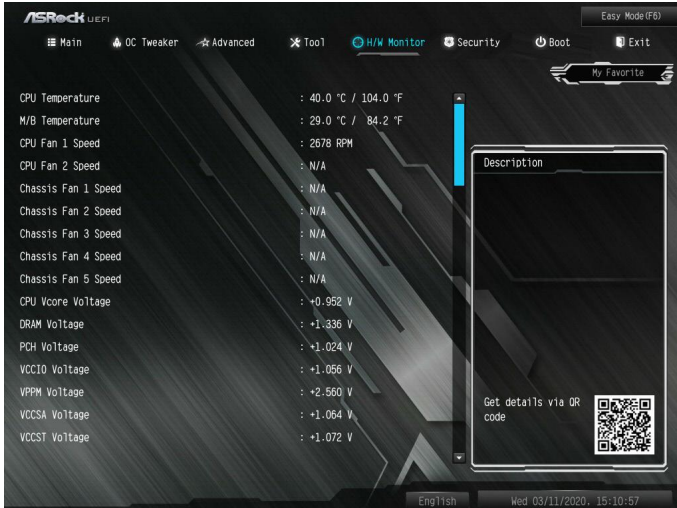 ASRock UEFI
Easy Mode(F6)
Main OC Tweaker Advanced Tool H/W Monitor Security Boot Exit
My Favorite
CPU Temperature : 40.0 °C / 104.0 °F
M/B Temperature : 29.0 °C / 84.2 °F
CPU Fan 1 Speed : 2678 RPM
CPU Fan 2 Speed : N/A
Chassis Fan 1 Speed : N/A
Chassis Fan 2 Speed : N/A
Chassis Fan 3 Speed : N/A
Chassis Fan 4 Speed : N/A
Chassis Fan 5 Speed : N/A
CPU Vcore Voltage : +0.952 V
DRAM Voltage : +1.336 V
PCH Voltage : +1.024 V
VCCIO Voltage : +1.056 V
VPPM Voltage : +2.560 V
VCCSA Voltage : +1.064 V
VCCST Voltage : +1.072 V
Description
Get details via QR
code
English
Wed 03/11/2020. 15:10:57